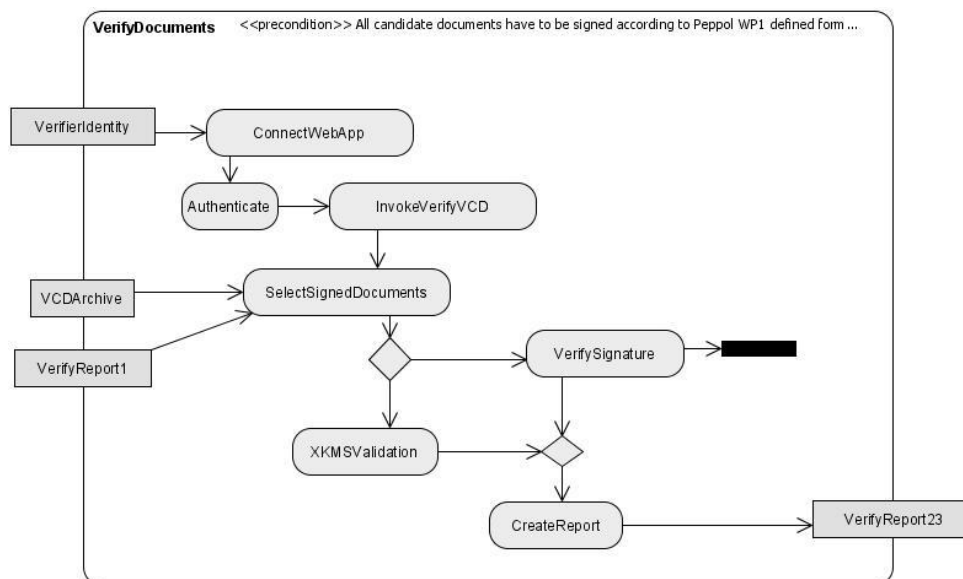 VerifyDocuments <<precondition>> All candidate documents have to be signed according to Peppol WP1 defined form ...
VerifierIdentity
ConnectWebApp
Authenticate
InvokeVerifyVCD
VCDArchive
SelectSignedDocuments
VerifyReport1
VerifySignature
XKMSValidation
CreateReport
VerifyReport23